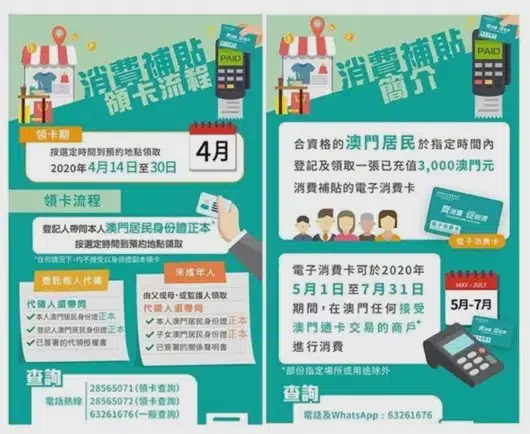 消費補貼
領卡流程
PAID
領卡期
按選定時間到預約地點領取
2020年4月14日至30日
4月
領卡流程
登記人帶同本人澳門居民身份證正本*
按選定時間到預約地點領取
*任何情況下，均不接受以身份證副本領卡
委託他人代領
代領人須帶同
✓本人澳門居民身份證正本
✓登記人澳門居民身份證正本
✓已簽署的代領授權書
未成年人
由父或母、或監護人領取
代領人須帶同
✓本人澳門居民身份證正本
✓子女澳門居民身份證正本
✓已簽署的關係聲明書
查詢
電話熱線 28565071(領卡查詢)
28565072(領卡查詢)
63261676(一般查詢)
消費補貼
簡介
PAID
合資格的澳門居民於指定時間內
登記及領取一張已充值3,000澳門元
消費補貼的電子消費卡
齊消費 促經濟
電子消費卡
電子消費卡
電子消費卡可於2020年
5月1日至7月31日
期間，在澳門任何接受
澳門通卡交易的商戶*
進行消費
MAY - JULY
5月-7月
*部份指定場所或用途除外
查詢
電話及WhatsApp：63261676